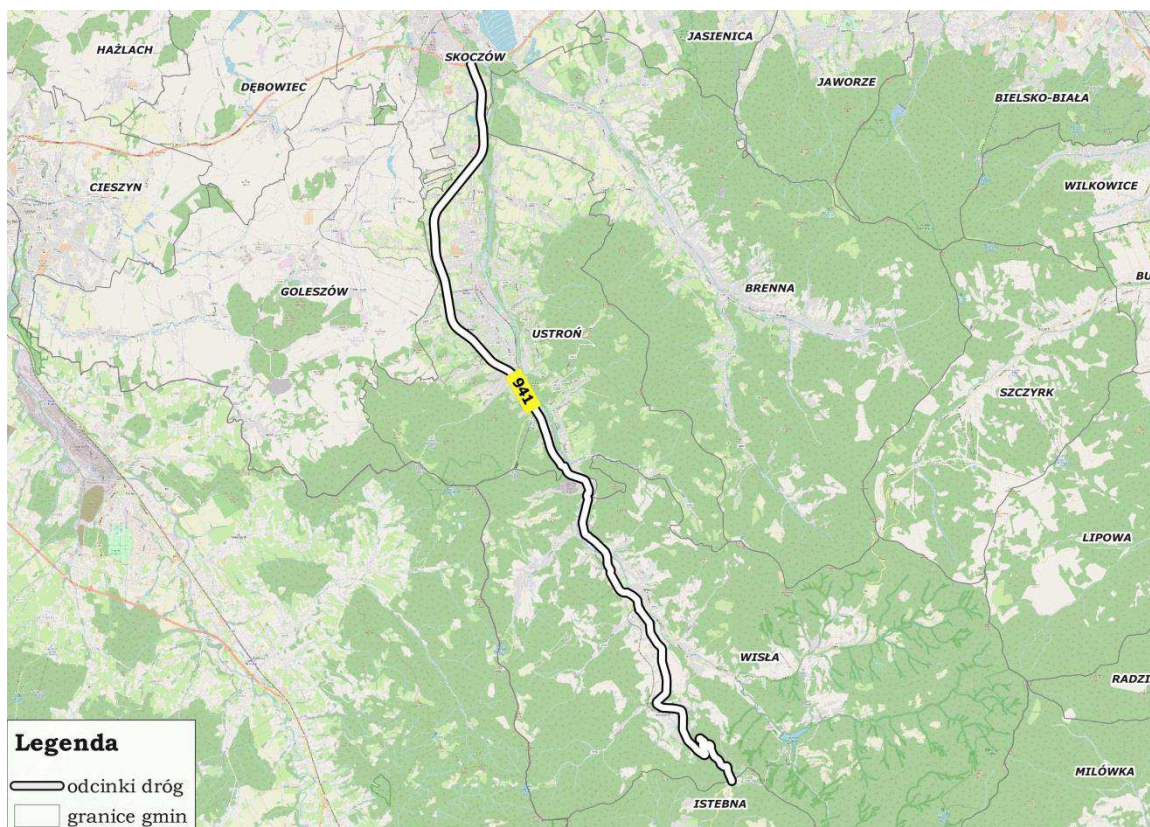 JASIENICA
HAŻLACH
SKOCZÓW
DĘBOWIEC
JAWORZE
BIELSKO-BIAŁA
CIESZYN
WILKOWICE
BU
GOLESZÓW
BRENNA
USTROŃ
941
SZCZYRK
LIPOWA
WISŁA
RADZI
MILÓWKA
ISTEBNA
Legenda
odcinki dróg
granice gmin